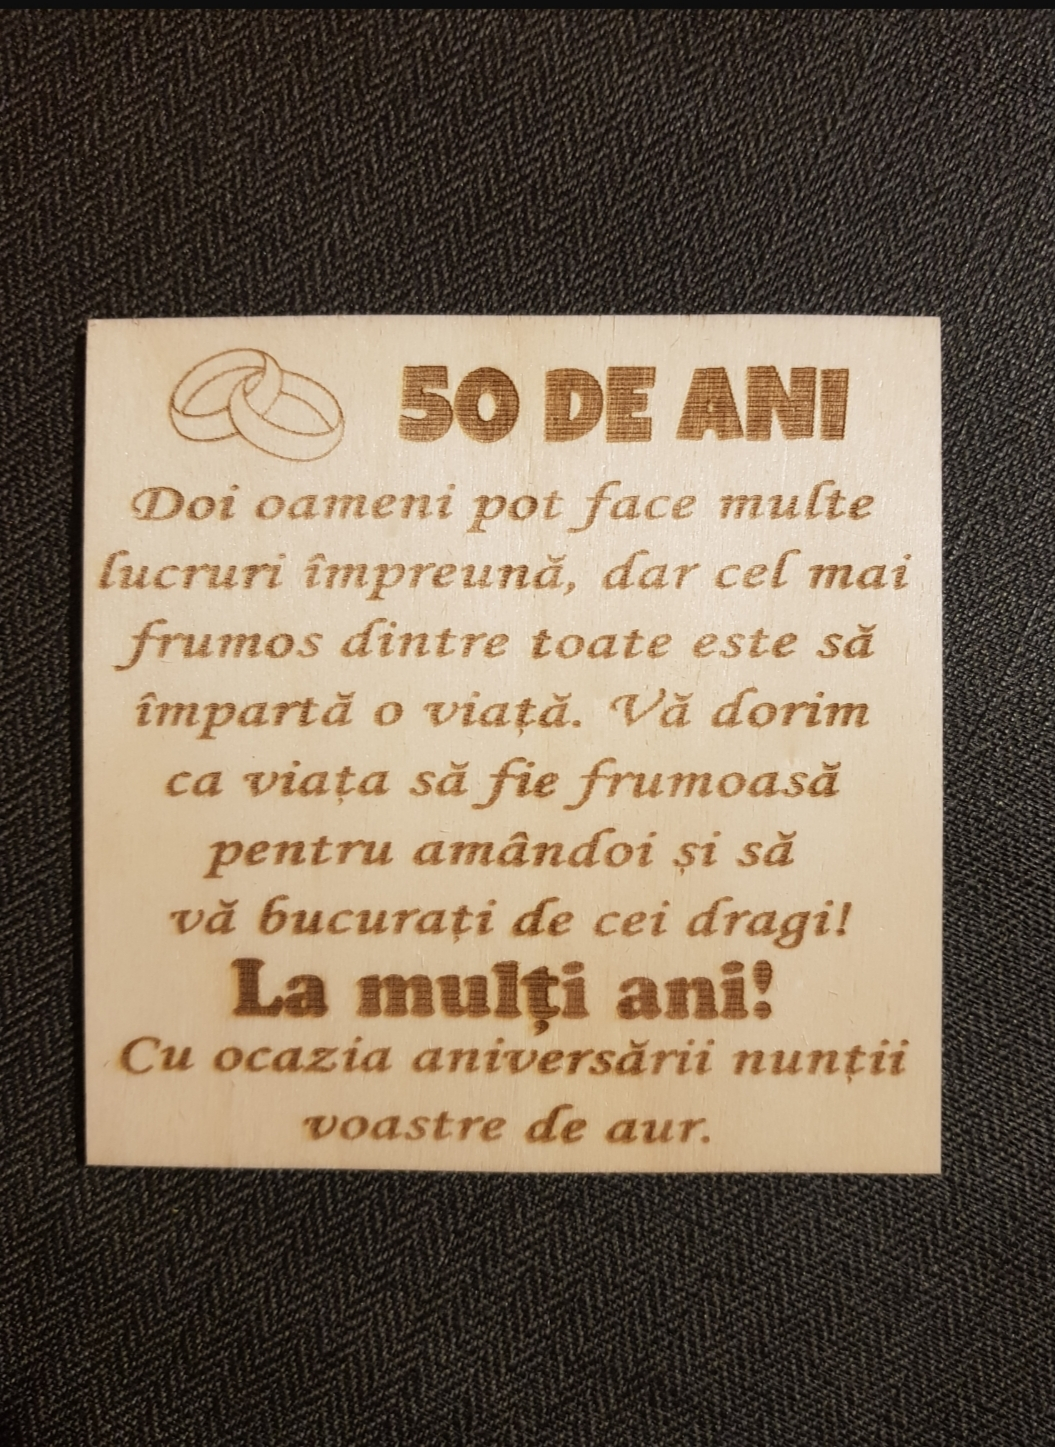 50 DE ANI
Doi oameni pot face multe
lucruri împreună, dar cel mai
frumos dintre toate este să
împartă o viață. Vă dorim
ca viața să fie frumoasă
pentru amândoi și să
vă bucurați de cei dragi!
La mulți ani!
Cu ocazia aniversării nunții
voastre de aur.